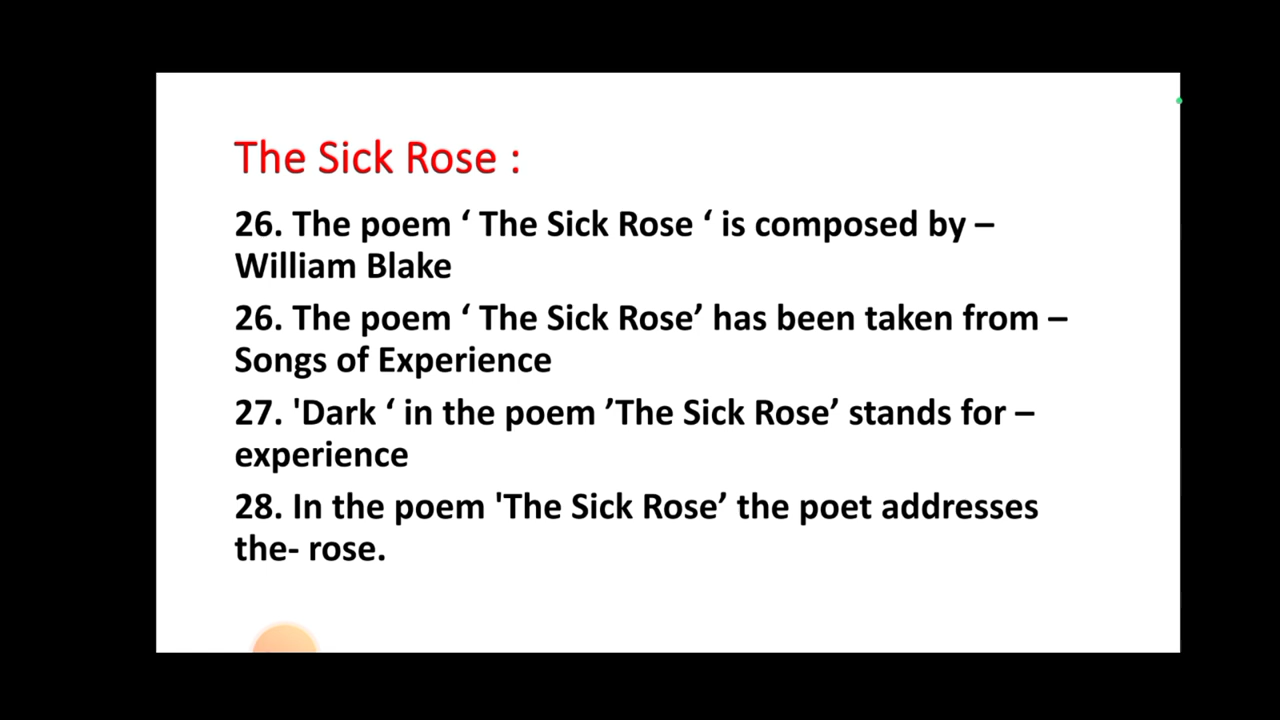 The Sick Rose :
26. The poem ‘ The Sick Rose ‘ is composed by –
William Blake
26. The poem ‘ The Sick Rose’ has been taken from –
Songs of Experience
27. 'Dark ‘ in the poem ’The Sick Rose’ stands for –
experience
28. In the poem 'The Sick Rose’ the poet addresses
the- rose.